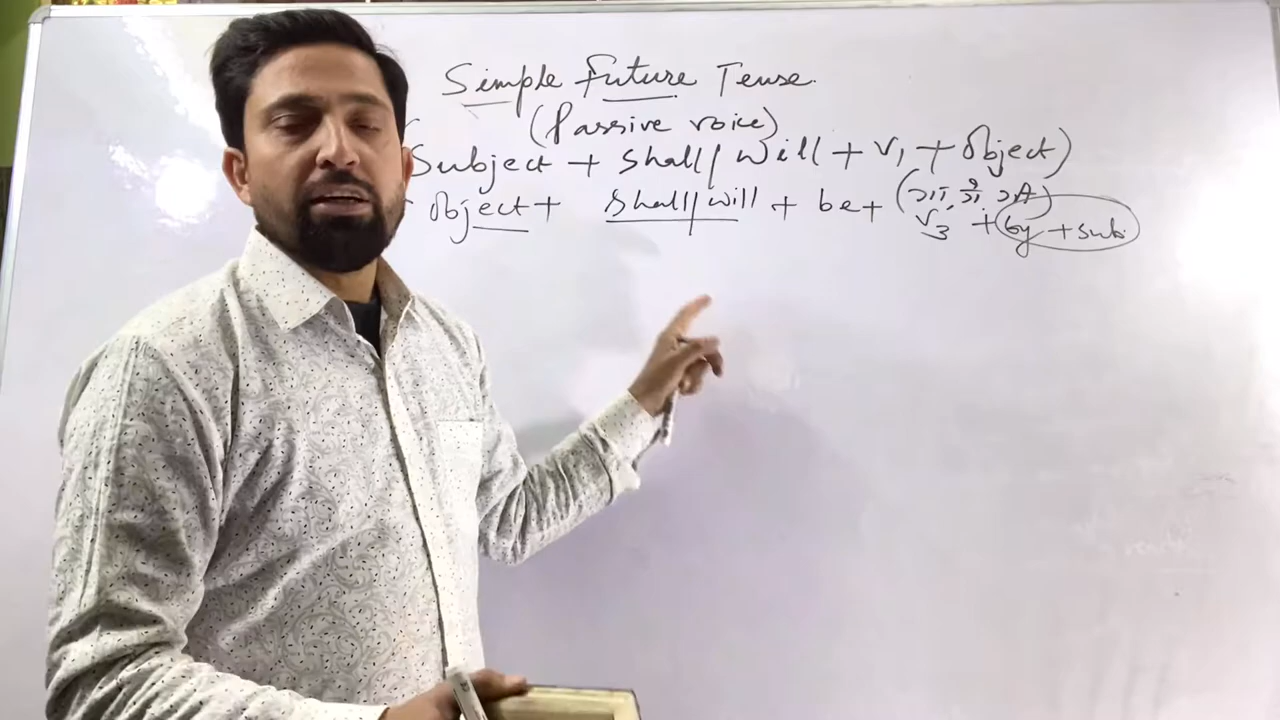 Simple Future Tense.
(Passive voice)
Subject + shall/will + V1 + object)
object + shall/will + be + (गा, गे, गी)
V3 + by + sub.